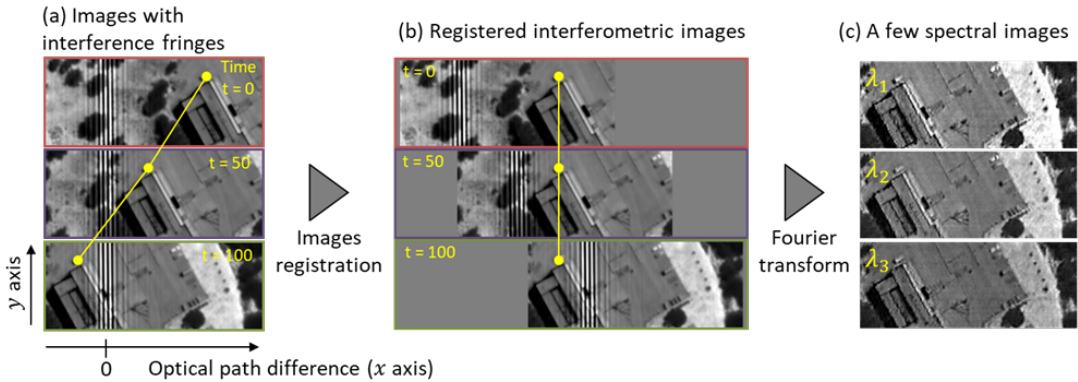 (a) Images with
interference fringes
Time
t = 0
t = 50
t = 100
y axis
0
Optical path difference (x axis)
Images
registration
(b) Registered interferometric images
t = 0
t = 50
t = 100
Fourier
transform
(c) A few spectral images
λ1
λ2
λ3